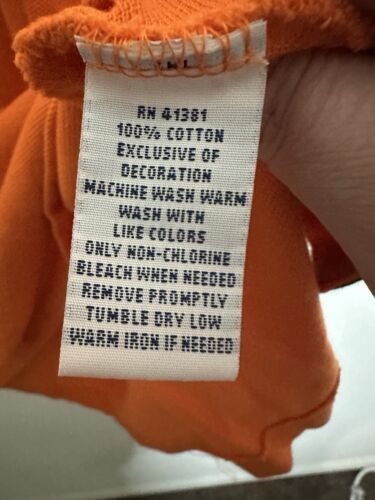 RN 41381
100% COTTON
EXCLUSIVE OF
DECORATION
MACHINE WASH WARM
WASH WITH
LIKE COLORS
ONLY NON-CHLORINE
BLEACH WHEN NEEDED
REMOVE PROMPTLY
TUMBLE DRY LOW
WARM IRON IF NEEDED